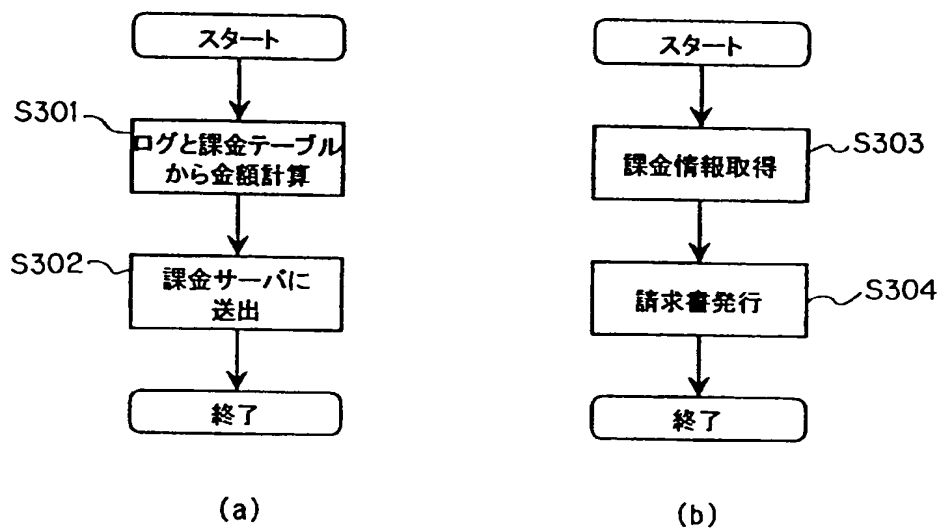 スタート
S301
ログと課金テーブル
から金額計算
S302
課金サーバに
送出
終了
(a)
スタート
課金情報取得
S303
請求書発行
S304
終了
(b)